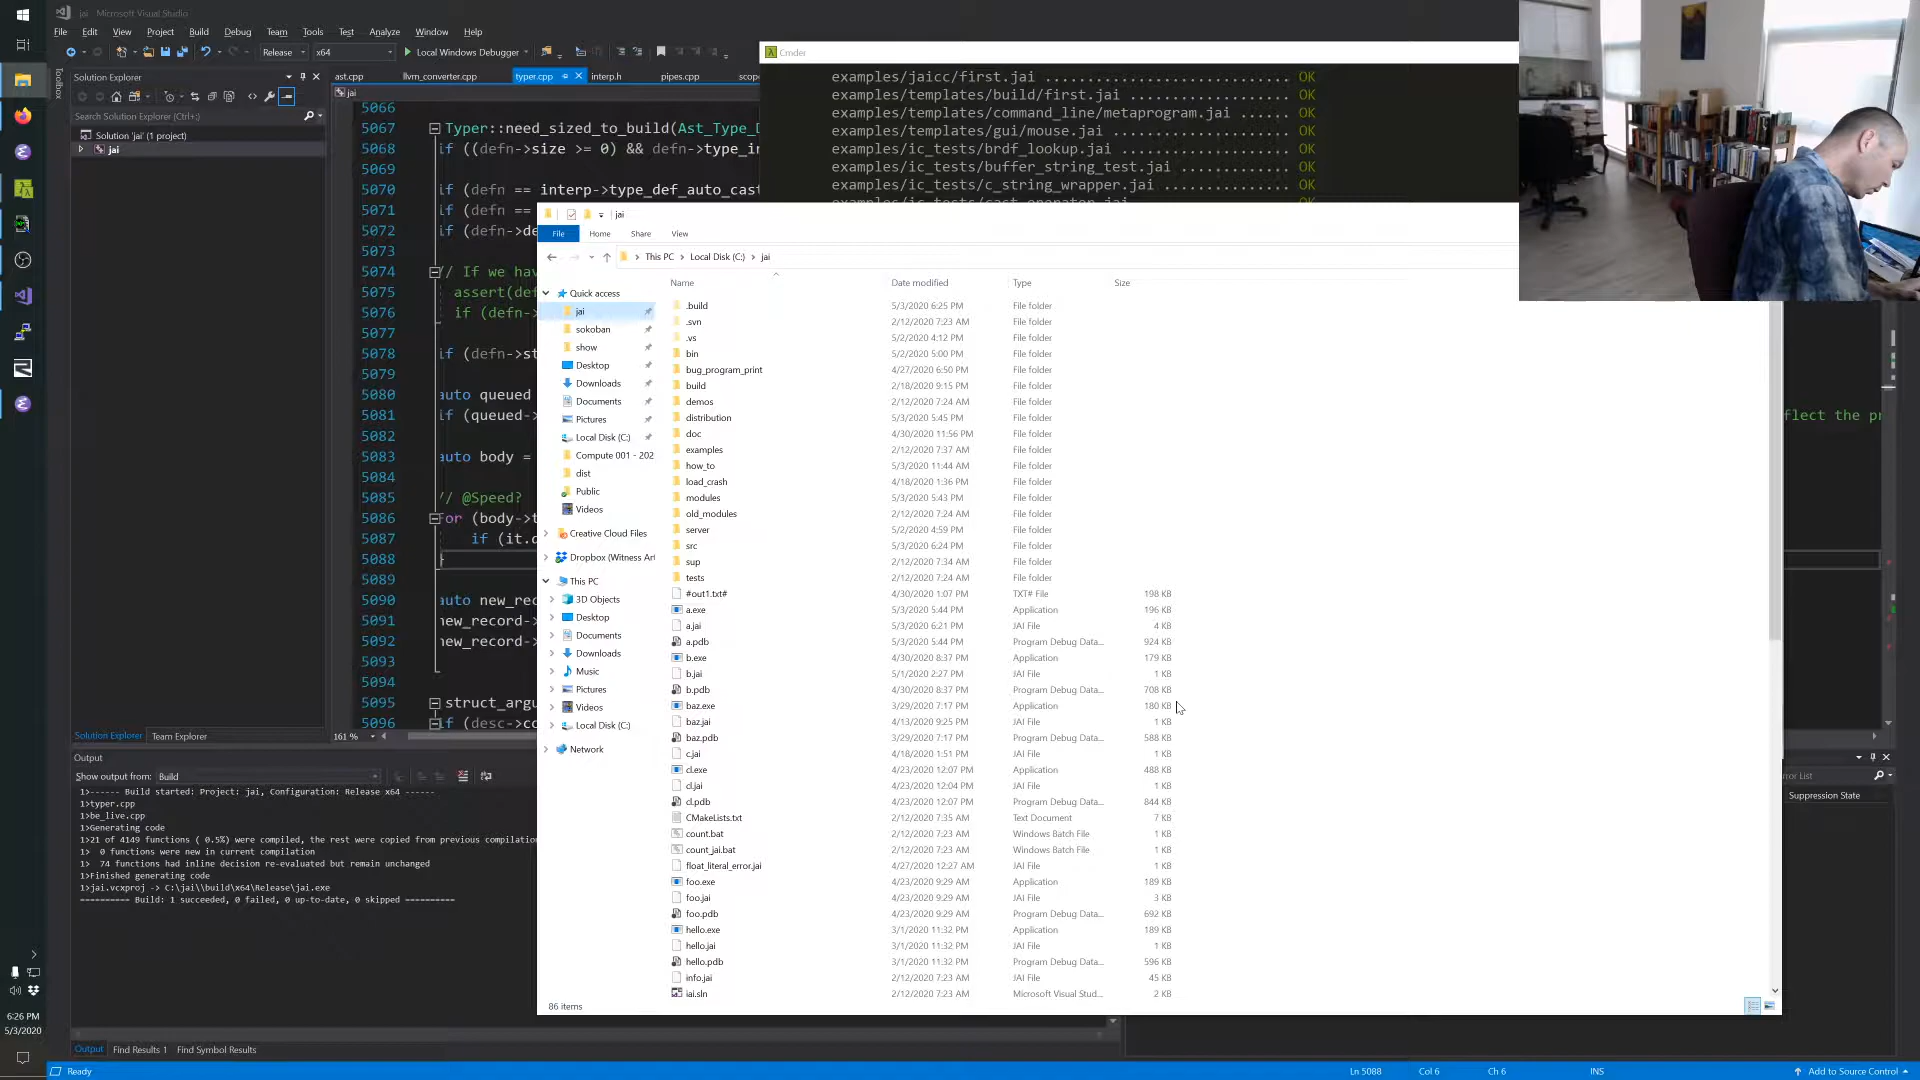 jai - Microsoft Visual Studio
File Edit View Project Build Debug Team Tools Test Analyze Window Help
Release x64 Local Windows Debugger
Toolbox
Solution Explorer
Search Solution Explorer (Ctrl+;)
Solution 'jai' (1 project)
jai
Solution Explorer Team Explorer
ast.cpp llvm_converter.cpp typer.cpp interp.h pipes.cpp
jai
5066
5067 Typer::need_sized_to_build(Ast_Type_D
5068 if ((defn->size >= 0) && defn->type_in
5069
5070 if (defn == interp->type_def_auto_cast
5071 if (defn ==
5072 if (defn->de
5073
5074 // If we hav
5075 assert(def
5076 if (defn->
5077
5078 if (defn->st
5079
5080 auto queued
5081 if (queued->
5082
5083 auto body =
5084
5085 // @Speed?
5086 for (body->t
5087 if (it.d
5088
5089
5090 auto new_rec
5091 new_record->
5092 new_record->
5093
5094
5095 struct_argu
5096 if (desc->co
161 %
flect the pr
Cmder
examples/jaicc/first.jai ............................ OK
examples/templates/build/first.jai ................... OK
examples/templates/command_line/metaprogram.jai ...... OK
examples/templates/gui/mouse.jai ..................... OK
examples/ic_tests/brdf_lookup.jai .................... OK
examples/ic_tests/buffer_string_test.jai ............. OK
examples/ic_tests/c_string_wrapper.jai ............... OK
jai
File Home Share View
This PC Local Disk (C:) jai
Name Date modified Type Size
Quick access
jai
sokoban
show
Desktop
Downloads
Documents
Pictures
Local Disk (C:)
Compute 001 - 202
dist
Public
Videos
Creative Cloud Files
Dropbox (Witness Art
This PC
3D Objects
Desktop
Documents
Downloads
Music
Pictures
Videos
Local Disk (C:)
Network
.build 5/3/2020 6:25 PM File folder
.svn 2/12/2020 7:23 AM File folder
.vs 5/2/2020 4:12 PM File folder
bin 5/2/2020 5:00 PM File folder
bug_program_print 4/27/2020 6:50 PM File folder
build 2/18/2020 9:15 PM File folder
demos 2/12/2020 7:24 AM File folder
distribution 5/3/2020 5:45 PM File folder
doc 4/30/2020 11:56 PM File folder
examples 2/12/2020 7:37 AM File folder
how_to 5/3/2020 11:44 AM File folder
load_crash 4/18/2020 1:36 PM File folder
modules 5/3/2020 5:43 PM File folder
old_modules 2/12/2020 7:24 AM File folder
server 5/2/2020 4:59 PM File folder
src 5/3/2020 6:24 PM File folder
sup 2/12/2020 7:34 AM File folder
tests 2/12/2020 7:24 AM File folder
#out1.txt# 4/30/2020 1:07 PM TXT# File 198 KB
a.exe 5/3/2020 5:44 PM Application 196 KB
a.jai 5/3/2020 6:21 PM JAI File 4 KB
a.pdb 5/3/2020 5:44 PM Program Debug Data... 924 KB
b.exe 4/30/2020 8:37 PM Application 179 KB
b.jai 5/1/2020 2:27 PM JAI File 1 KB
b.pdb 4/30/2020 8:37 PM Program Debug Data... 708 KB
baz.exe 3/29/2020 7:17 PM Application 180 KB
baz.jai 4/13/2020 9:25 PM JAI File 1 KB
baz.pdb 3/29/2020 7:17 PM Program Debug Data... 588 KB
c.jai 4/18/2020 1:51 PM JAI File 1 KB
cl.exe 4/23/2020 12:07 PM Application 488 KB
cl.jai 4/23/2020 12:04 PM JAI File 1 KB
cl.pdb 4/23/2020 12:07 PM Program Debug Data... 844 KB
CMakeLists.txt 2/12/2020 7:35 AM Text Document 7 KB
count.bat 2/12/2020 7:23 AM Windows Batch File 1 KB
count_jai.bat 2/12/2020 7:23 AM Windows Batch File 1 KB
float_literal_error.jai 4/27/2020 12:27 AM JAI File 1 KB
foo.exe 4/23/2020 9:29 AM Application 189 KB
foo.jai 4/23/2020 9:29 AM JAI File 3 KB
foo.pdb 4/23/2020 9:29 AM Program Debug Data... 692 KB
hello.exe 3/1/2020 11:32 PM Application 189 KB
hello.jai 3/1/2020 11:32 PM JAI File 1 KB
hello.pdb 3/1/2020 11:32 PM Program Debug Data... 596 KB
info.jai 2/12/2020 7:23 AM JAI File 45 KB
jai.sln 2/12/2020 7:23 AM Microsoft Visual Stud... 2 KB
86 items
Output
Show output from: Build
1>------ Build started: Project: jai, Configuration: Release x64 ------
1>typer.cpp
1>be_live.cpp
1>Generating code
1>21 of 4149 functions ( 0.5%) were compiled, the rest were copied from previous compilation
1> 0 functions were new in current compilation
1> 74 functions had inline decision re-evaluated but remain unchanged
1>Finished generating code
1>jai.vcxproj -> C:\jai\\build\x64\Release\jai.exe
========== Build: 1 succeeded, 0 failed, 0 up-to-date, 0 skipped ==========
Output Find Results 1 Find Symbol Results
Suppression State
6:26 PM
5/3/2020
Ready Ln 5088 Col 6 Ch 6 INS Add to Source Control